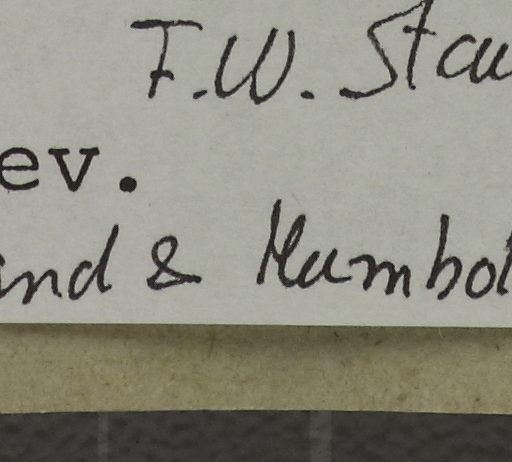 F.W. Stau
ev.
and & Humbol